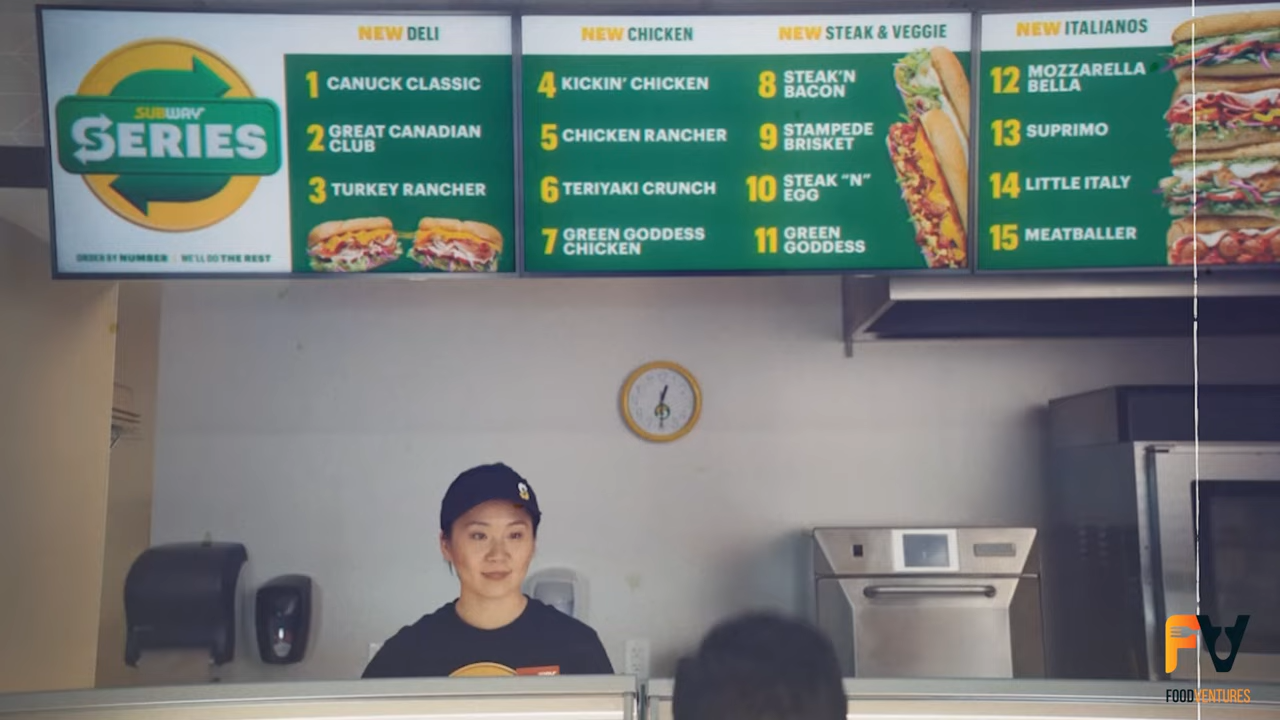 SUBWAY
SERIES
ORDER BY NUMBER | WE'LL DO THE REST
NEW DELI
1 CANUCK CLASSIC
2 GREAT CANADIAN
CLUB
3 TURKEY RANCHER
NEW CHICKEN
4 KICKIN' CHICKEN
5 CHICKEN RANCHER
6 TERIYAKI CRUNCH
7 GREEN GODDESS
CHICKEN
NEW STEAK & VEGGIE
8 STEAK'N
BACON
9 STAMPEDE
BRISKET
10 STEAK "N"
EGG
11 GREEN
GODDESS
NEW ITALIANOS
12 MOZZARELLA
BELLA
13 SUPRIMO
14 LITTLE ITALY
15 MEATBALLER
FV
FOODVENTURES